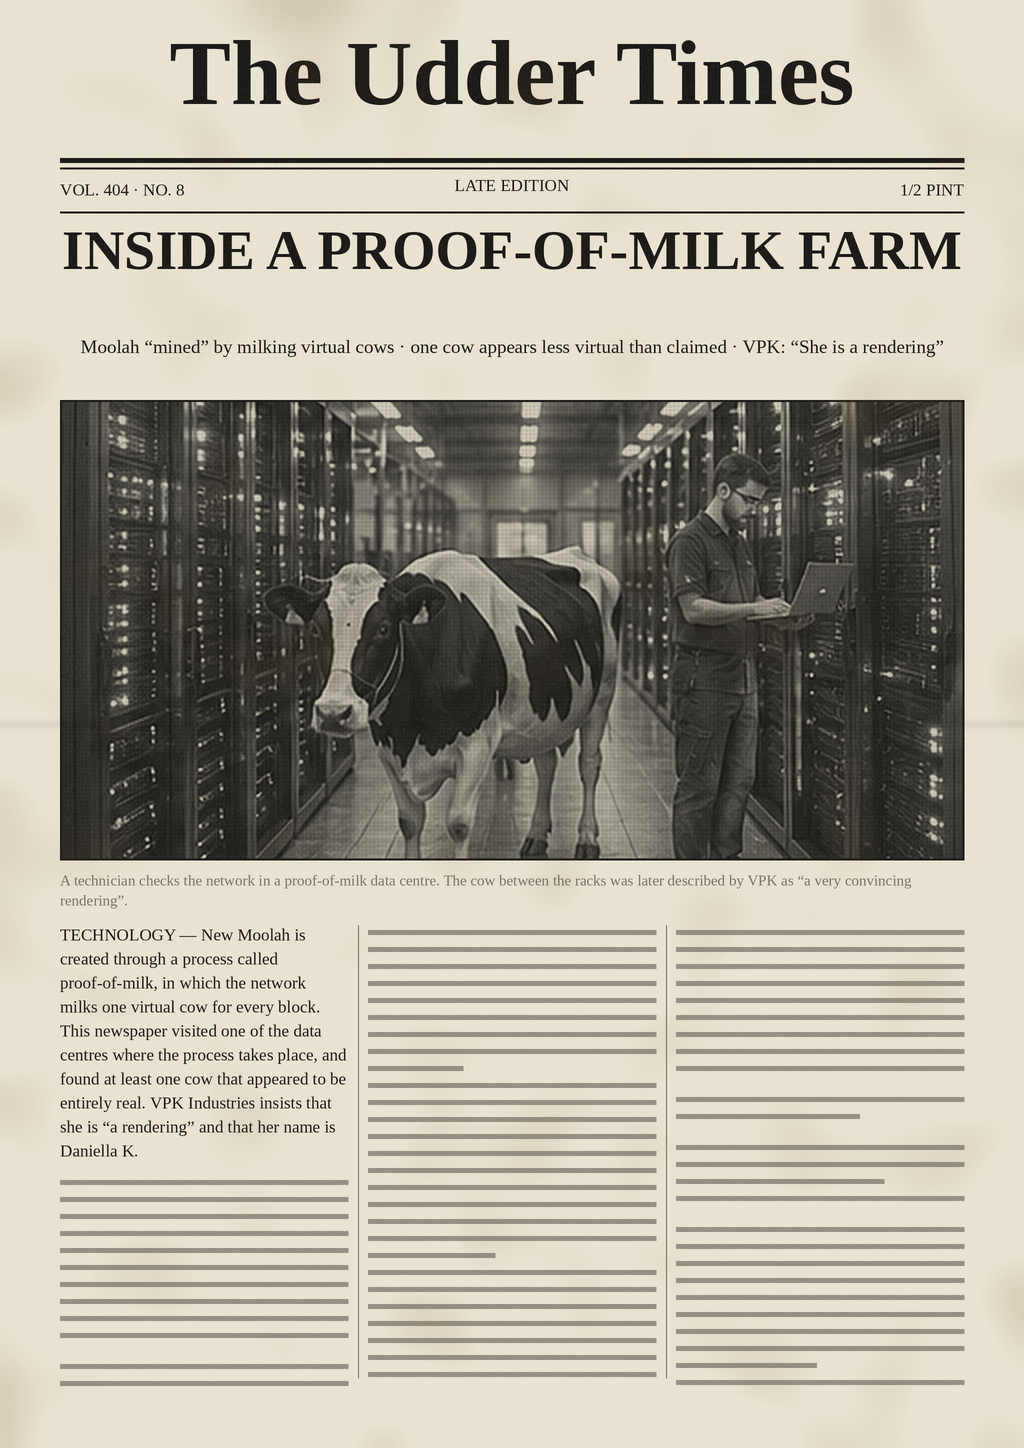 The Udder Times
VOL. 404 · NO. 8
LATE EDITION
1/2 PINT
INSIDE A PROOF-OF-MILK FARM
Moolah “mined” by milking virtual cows · one cow appears less virtual than claimed · VPK: “She is a rendering”
A technician checks the network in a proof-of-milk data centre. The cow between the racks was later described by VPK as “a very convincing
rendering”.
TECHNOLOGY — New Moolah is
created through a process called
proof-of-milk, in which the network
milks one virtual cow for every block.
This newspaper visited one of the data
centres where the process takes place, and
found at least one cow that appeared to be
entirely real. VPK Industries insists that
she is “a rendering” and that her name is
Daniella K.